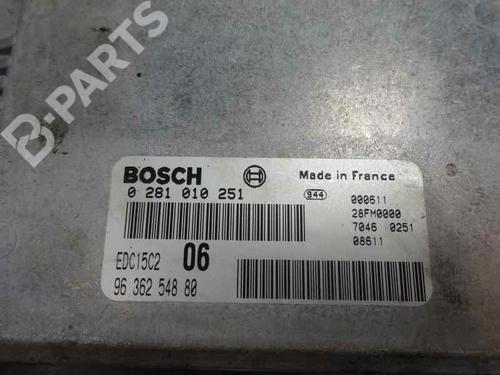 B-PARTS
BOSCH
Made in France
0 281 010 251
944
000611
28FM0000
7046 0251
08611
EDC15C2 06
96 362 548 80